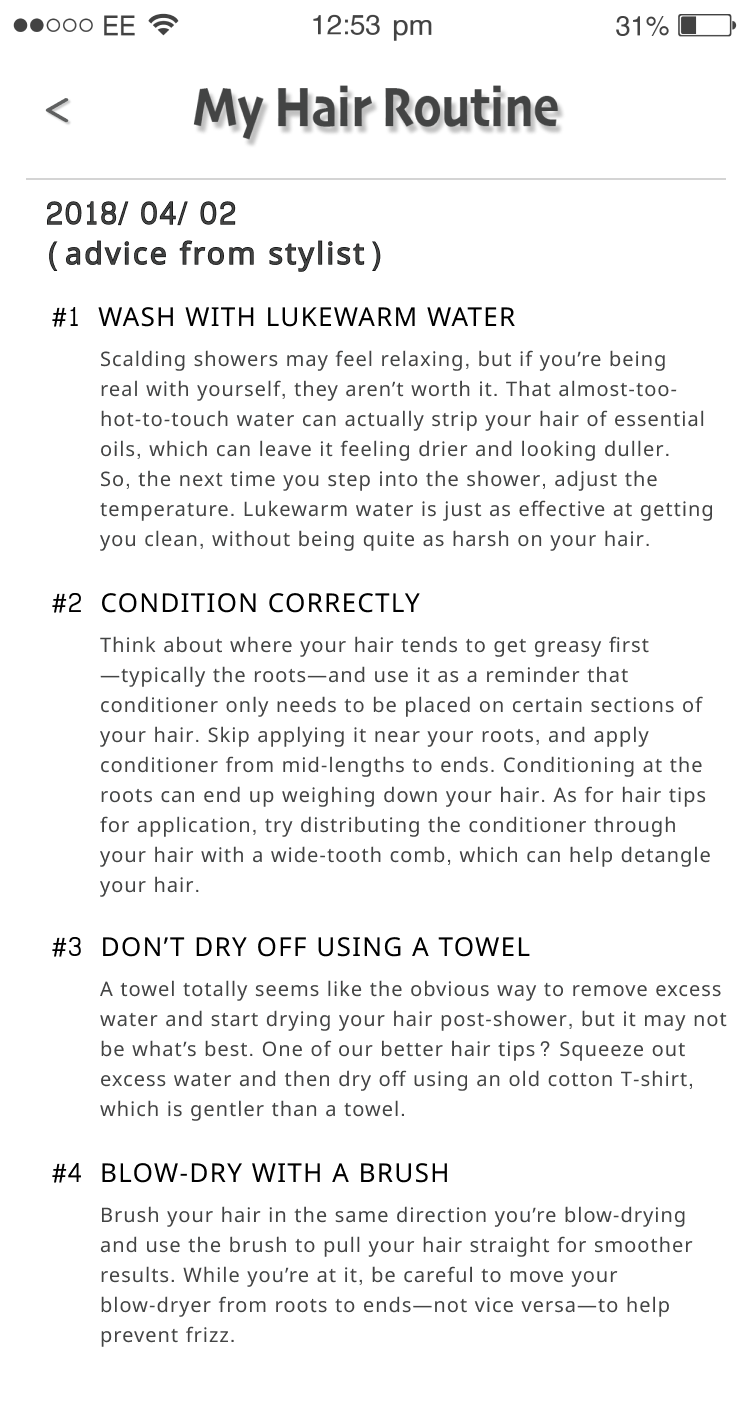 EE 12:53 pm 31%
< My Hair Routine
2018/ 04/ 02
(advice from stylist)
#1 WASH WITH LUKEWARM WATER
Scalding showers may feel relaxing, but if you’re being
real with yourself, they aren’t worth it. That almost-too-
hot-to-touch water can actually strip your hair of essential
oils, which can leave it feeling drier and looking duller.
So, the next time you step into the shower, adjust the
temperature. Lukewarm water is just as effective at getting
you clean, without being quite as harsh on your hair.
#2 CONDITION CORRECTLY
Think about where your hair tends to get greasy first
—typically the roots—and use it as a reminder that
conditioner only needs to be placed on certain sections of
your hair. Skip applying it near your roots, and apply
conditioner from mid-lengths to ends. Conditioning at the
roots can end up weighing down your hair. As for hair tips
for application, try distributing the conditioner through
your hair with a wide-tooth comb, which can help detangle
your hair.
#3 DON’T DRY OFF USING A TOWEL
A towel totally seems like the obvious way to remove excess
water and start drying your hair post-shower, but it may not
be what’s best. One of our better hair tips? Squeeze out
excess water and then dry off using an old cotton T-shirt,
which is gentler than a towel.
#4 BLOW-DRY WITH A BRUSH
Brush your hair in the same direction you’re blow-drying
and use the brush to pull your hair straight for smoother
results. While you’re at it, be careful to move your
blow-dryer from roots to ends—not vice versa—to help
prevent frizz.